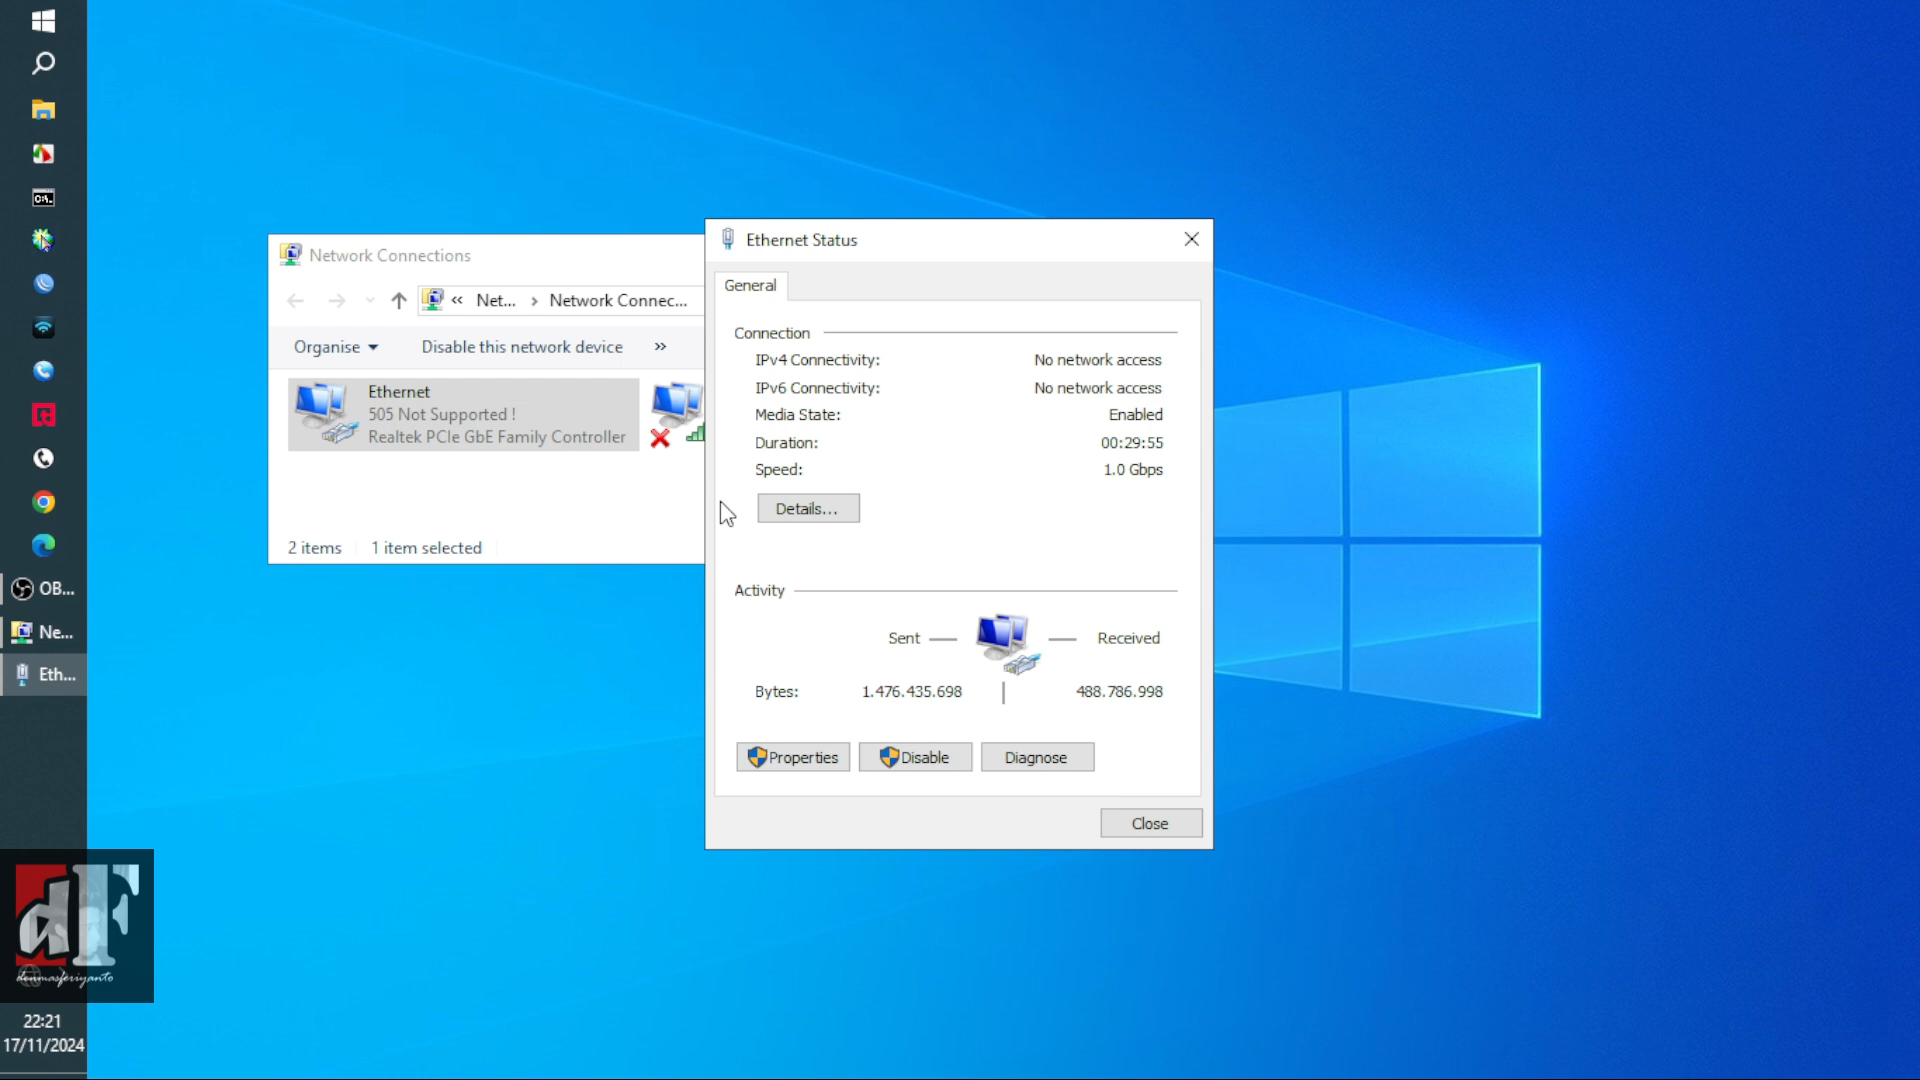 Network Connections
« Net... > Network Connec...
Organise
Disable this network device
»
Ethernet
505 Not Supported !
Realtek PCIe GbE Family Controller
2 items
1 item selected
Ethernet Status
General
Connection
IPv4 Connectivity: No network access
IPv6 Connectivity: No network access
Media State: Enabled
Duration: 00:29:55
Speed: 1.0 Gbps
Details...
Activity
Sent
Received
Bytes: 1.476.435.698 488.786.998
Properties
Disable
Diagnose
Close
C:\.
OB...
Ne...
Eth...
dF
denmasferiyanto
22:21
17/11/2024